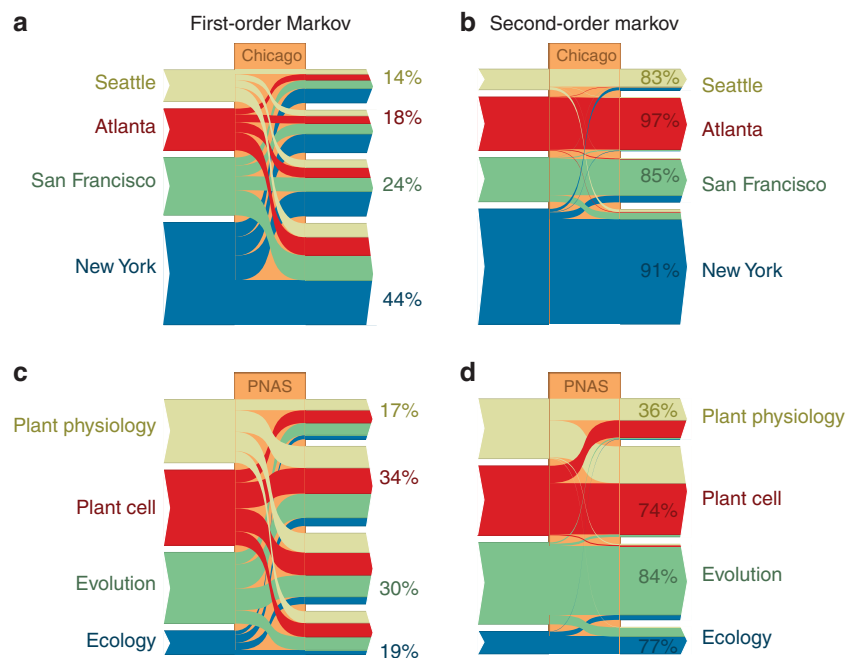 a First-order Markov
Chicago
Seattle 14%
Atlanta 18%
San Francisco 24%
New York
44%
b Second-order markov
Chicago
83% Seattle
97% Atlanta
85% San Francisco
91% New York
c
PNAS
Plant physiology 17%
Plant cell 34%
Evolution 30%
Ecology 19%
d
PNAS
36% Plant physiology
74% Plant cell
84% Evolution
77% Ecology